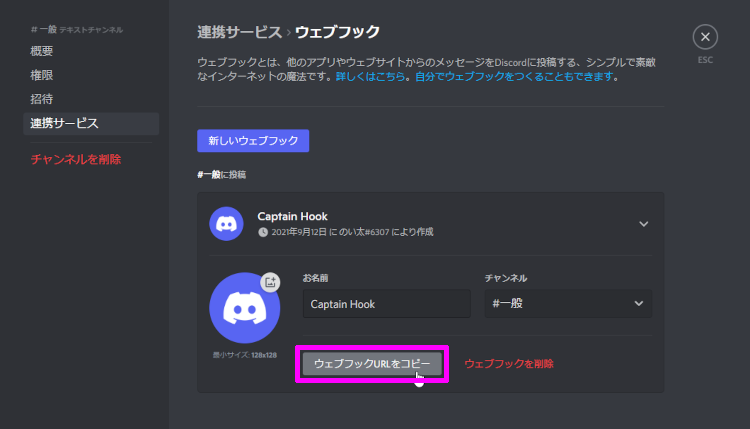 # 一般 テキストチャンネル
概要
権限
招待
連携サービス
チャンネルを削除
連携サービス › ウェブフック
ウェブフックとは、他のアプリやウェブサイトからのメッセージをDiscordに投稿する、シンプルで素敵
なインターネットの魔法です。詳しくはこちら。自分でウェブフックをつくることもできます。
ESC
新しいウェブフック
#一般に投稿
Captain Hook
2021年9月12日 に のい太#6307 により作成
お名前
チャンネル
Captain Hook
#一般
最小サイズ: 128x128
ウェブフックURLをコピー
ウェブフックを削除